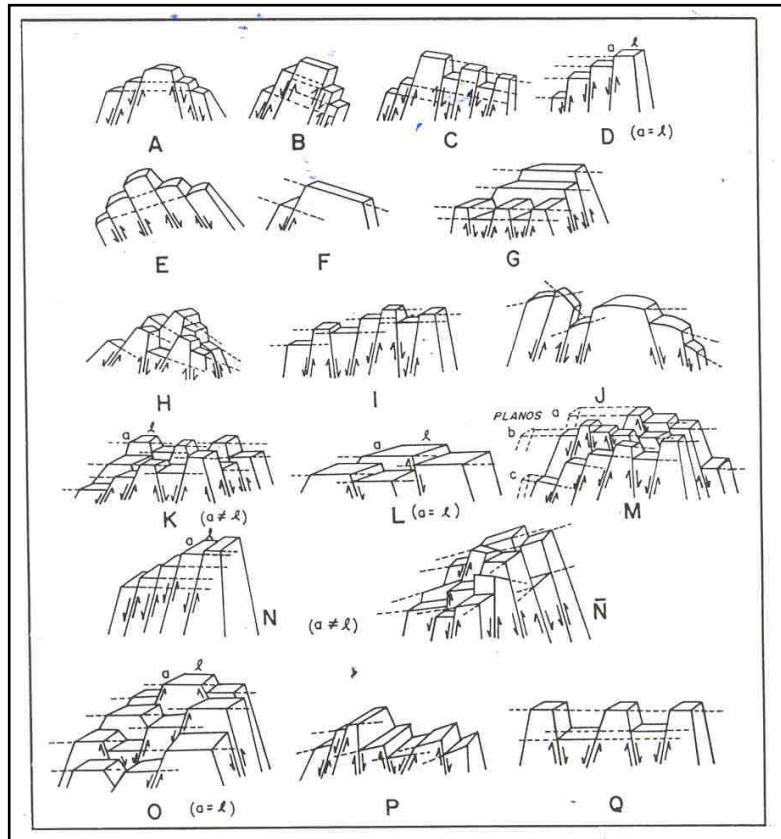 a l
A B C D (a=l)
E F G
H I J
PLANOS a
b
c
a l
a l
K (a≠l) L (a=l) M
a l
N (a≠l) N̄
a l
O (a=l) P Q